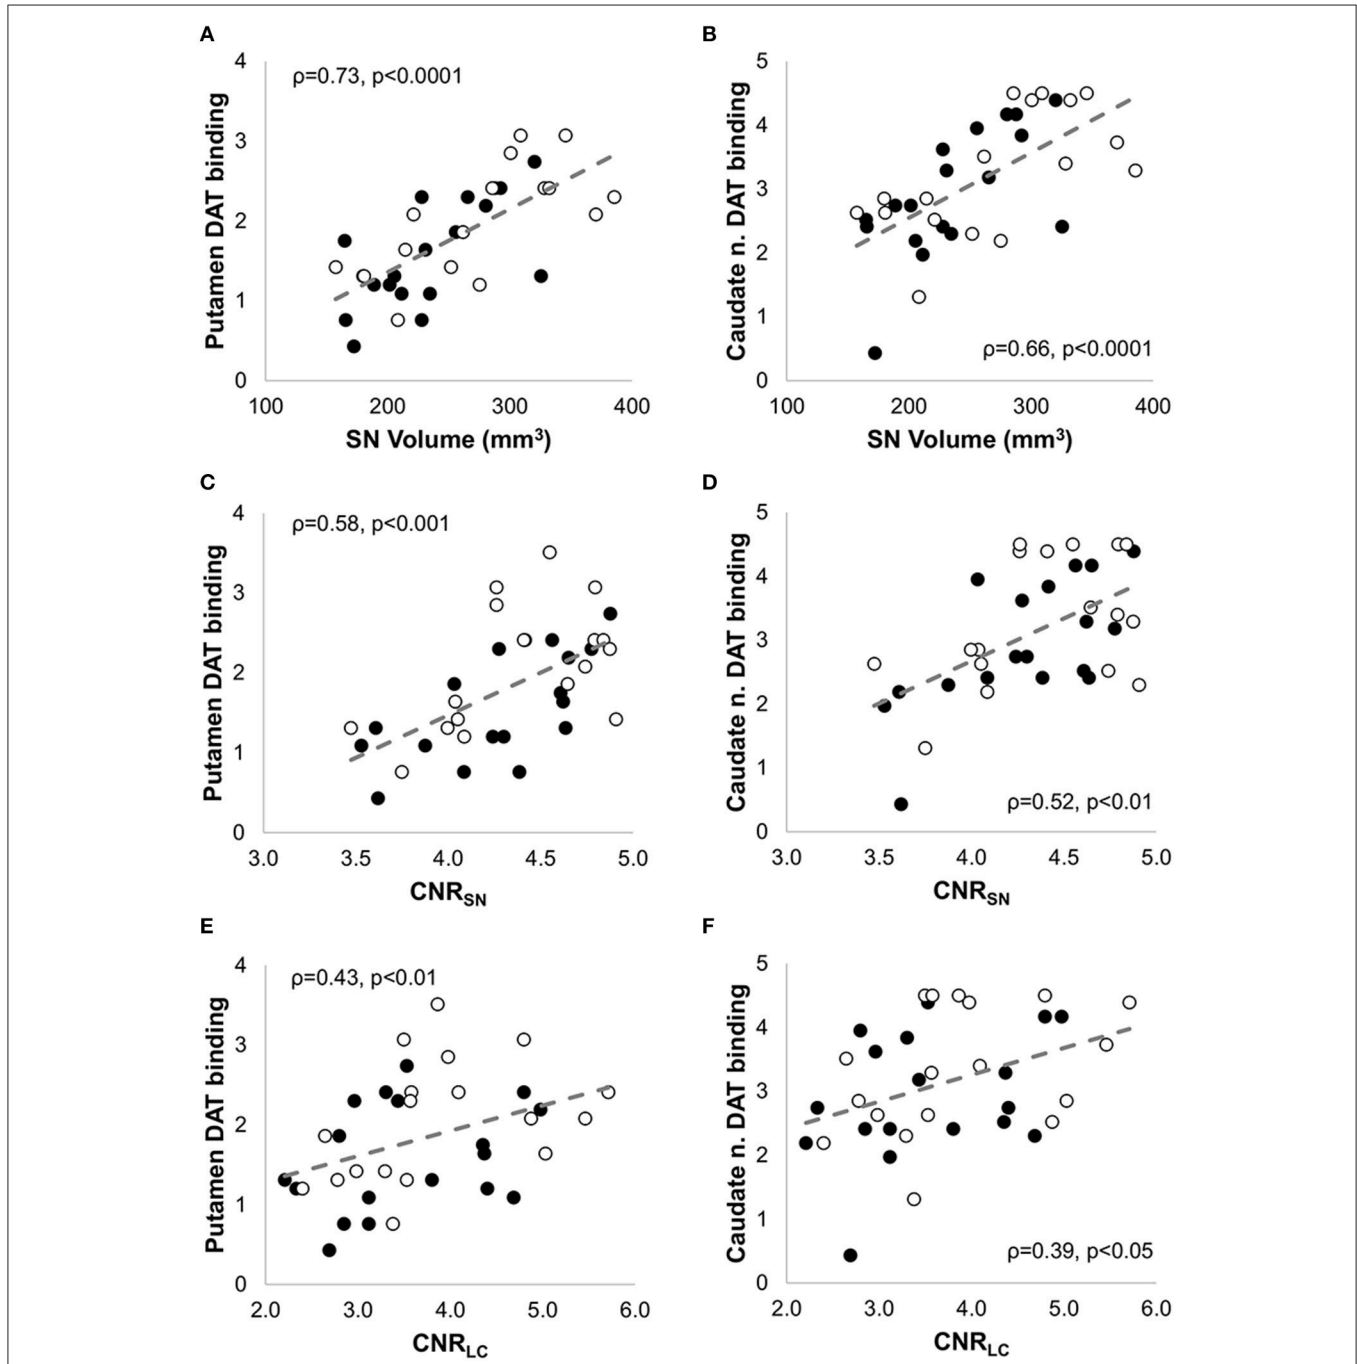 A
ρ=0.73, p<0.0001
4
3
2
1
0
Putamen DAT binding
100 200 300 400
SN Volume (mm³)
B
5
4
3
2
1
0
Caudate n. DAT binding
ρ=0.66, p<0.0001
100 200 300 400
SN Volume (mm³)
C
ρ=0.58, p<0.001
4
3
2
1
0
Putamen DAT binding
3.0 3.5 4.0 4.5 5.0
CNR_SN
D
5
4
3
2
1
0
Caudate n. DAT binding
ρ=0.52, p<0.01
3.0 3.5 4.0 4.5 5.0
CNR_SN
E
ρ=0.43, p<0.01
4
3
2
1
0
Putamen DAT binding
2.0 3.0 4.0 5.0 6.0
CNR_LC
F
5
4
3
2
1
0
Caudate n. DAT binding
ρ=0.39, p<0.05
2.0 3.0 4.0 5.0 6.0
CNR_LC